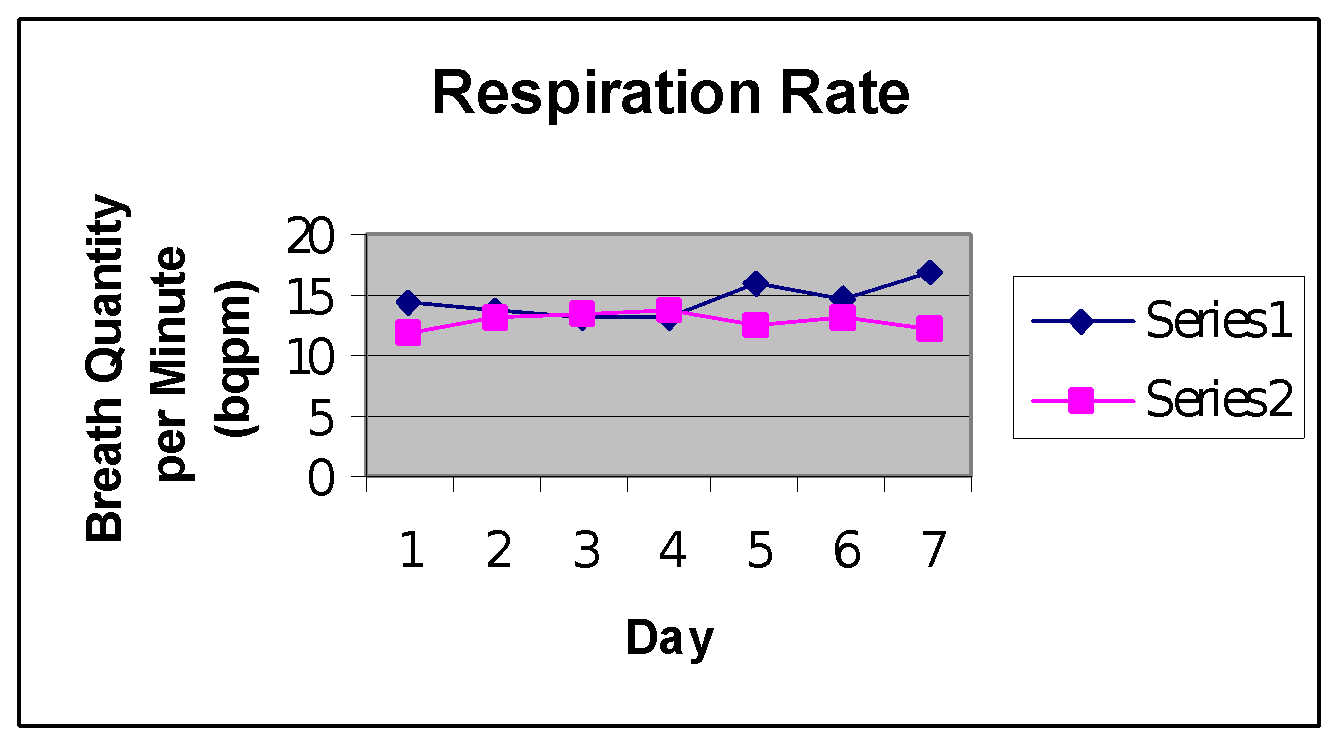 Respiration Rate
Breath Quantity
per Minute
(bqpm)
20
15
10
5
0
1 2 3 4 5 6 7
Day
Series1
Series2